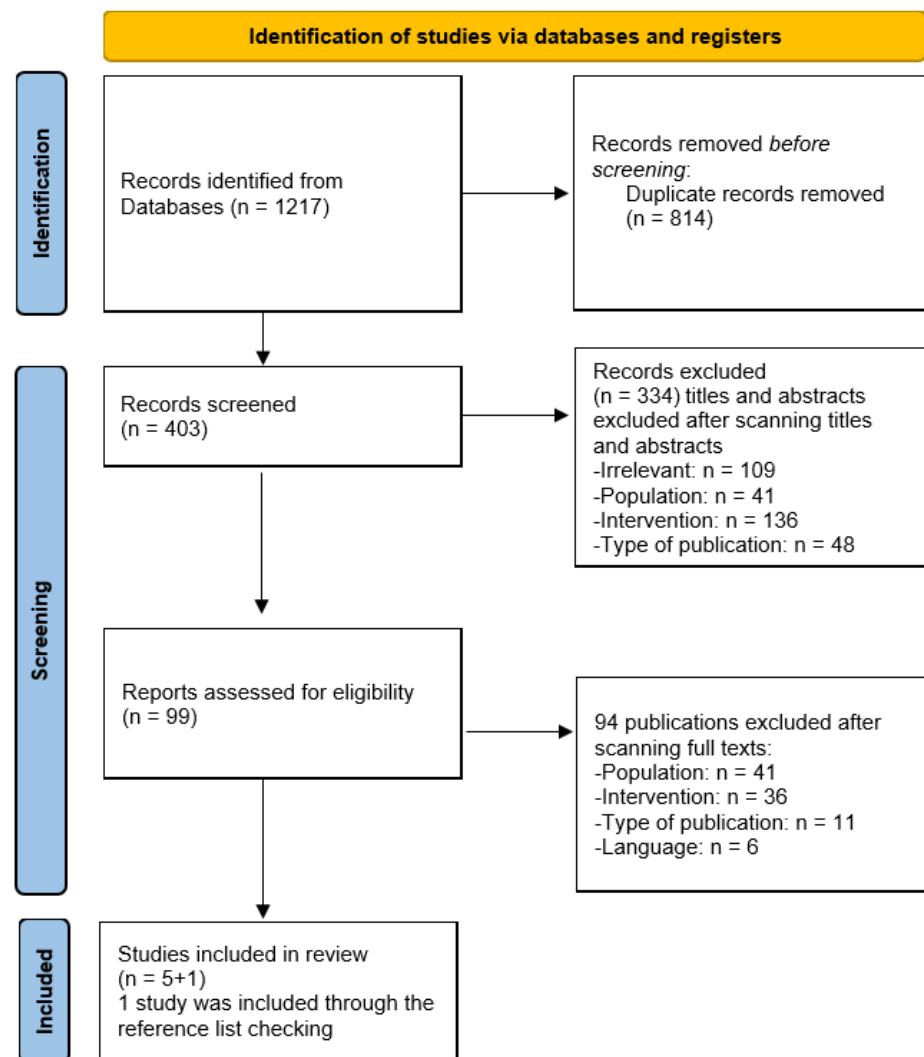 Identification of studies via databases and registers
Identification
Records identified from
Databases (n = 1217)
Records removed before
screening:
Duplicate records removed
(n = 814)
Screening
Records screened
(n = 403)
Records excluded
(n = 334) titles and abstracts
excluded after scanning titles
and abstracts
-Irrelevant: n = 109
-Population: n = 41
-Intervention: n = 136
-Type of publication: n = 48
Reports assessed for eligibility
(n = 99)
94 publications excluded after
scanning full texts:
-Population: n = 41
-Intervention: n = 36
-Type of publication: n = 11
-Language: n = 6
Included
Studies included in review
(n = 5+1)
1 study was included through the
reference list checking